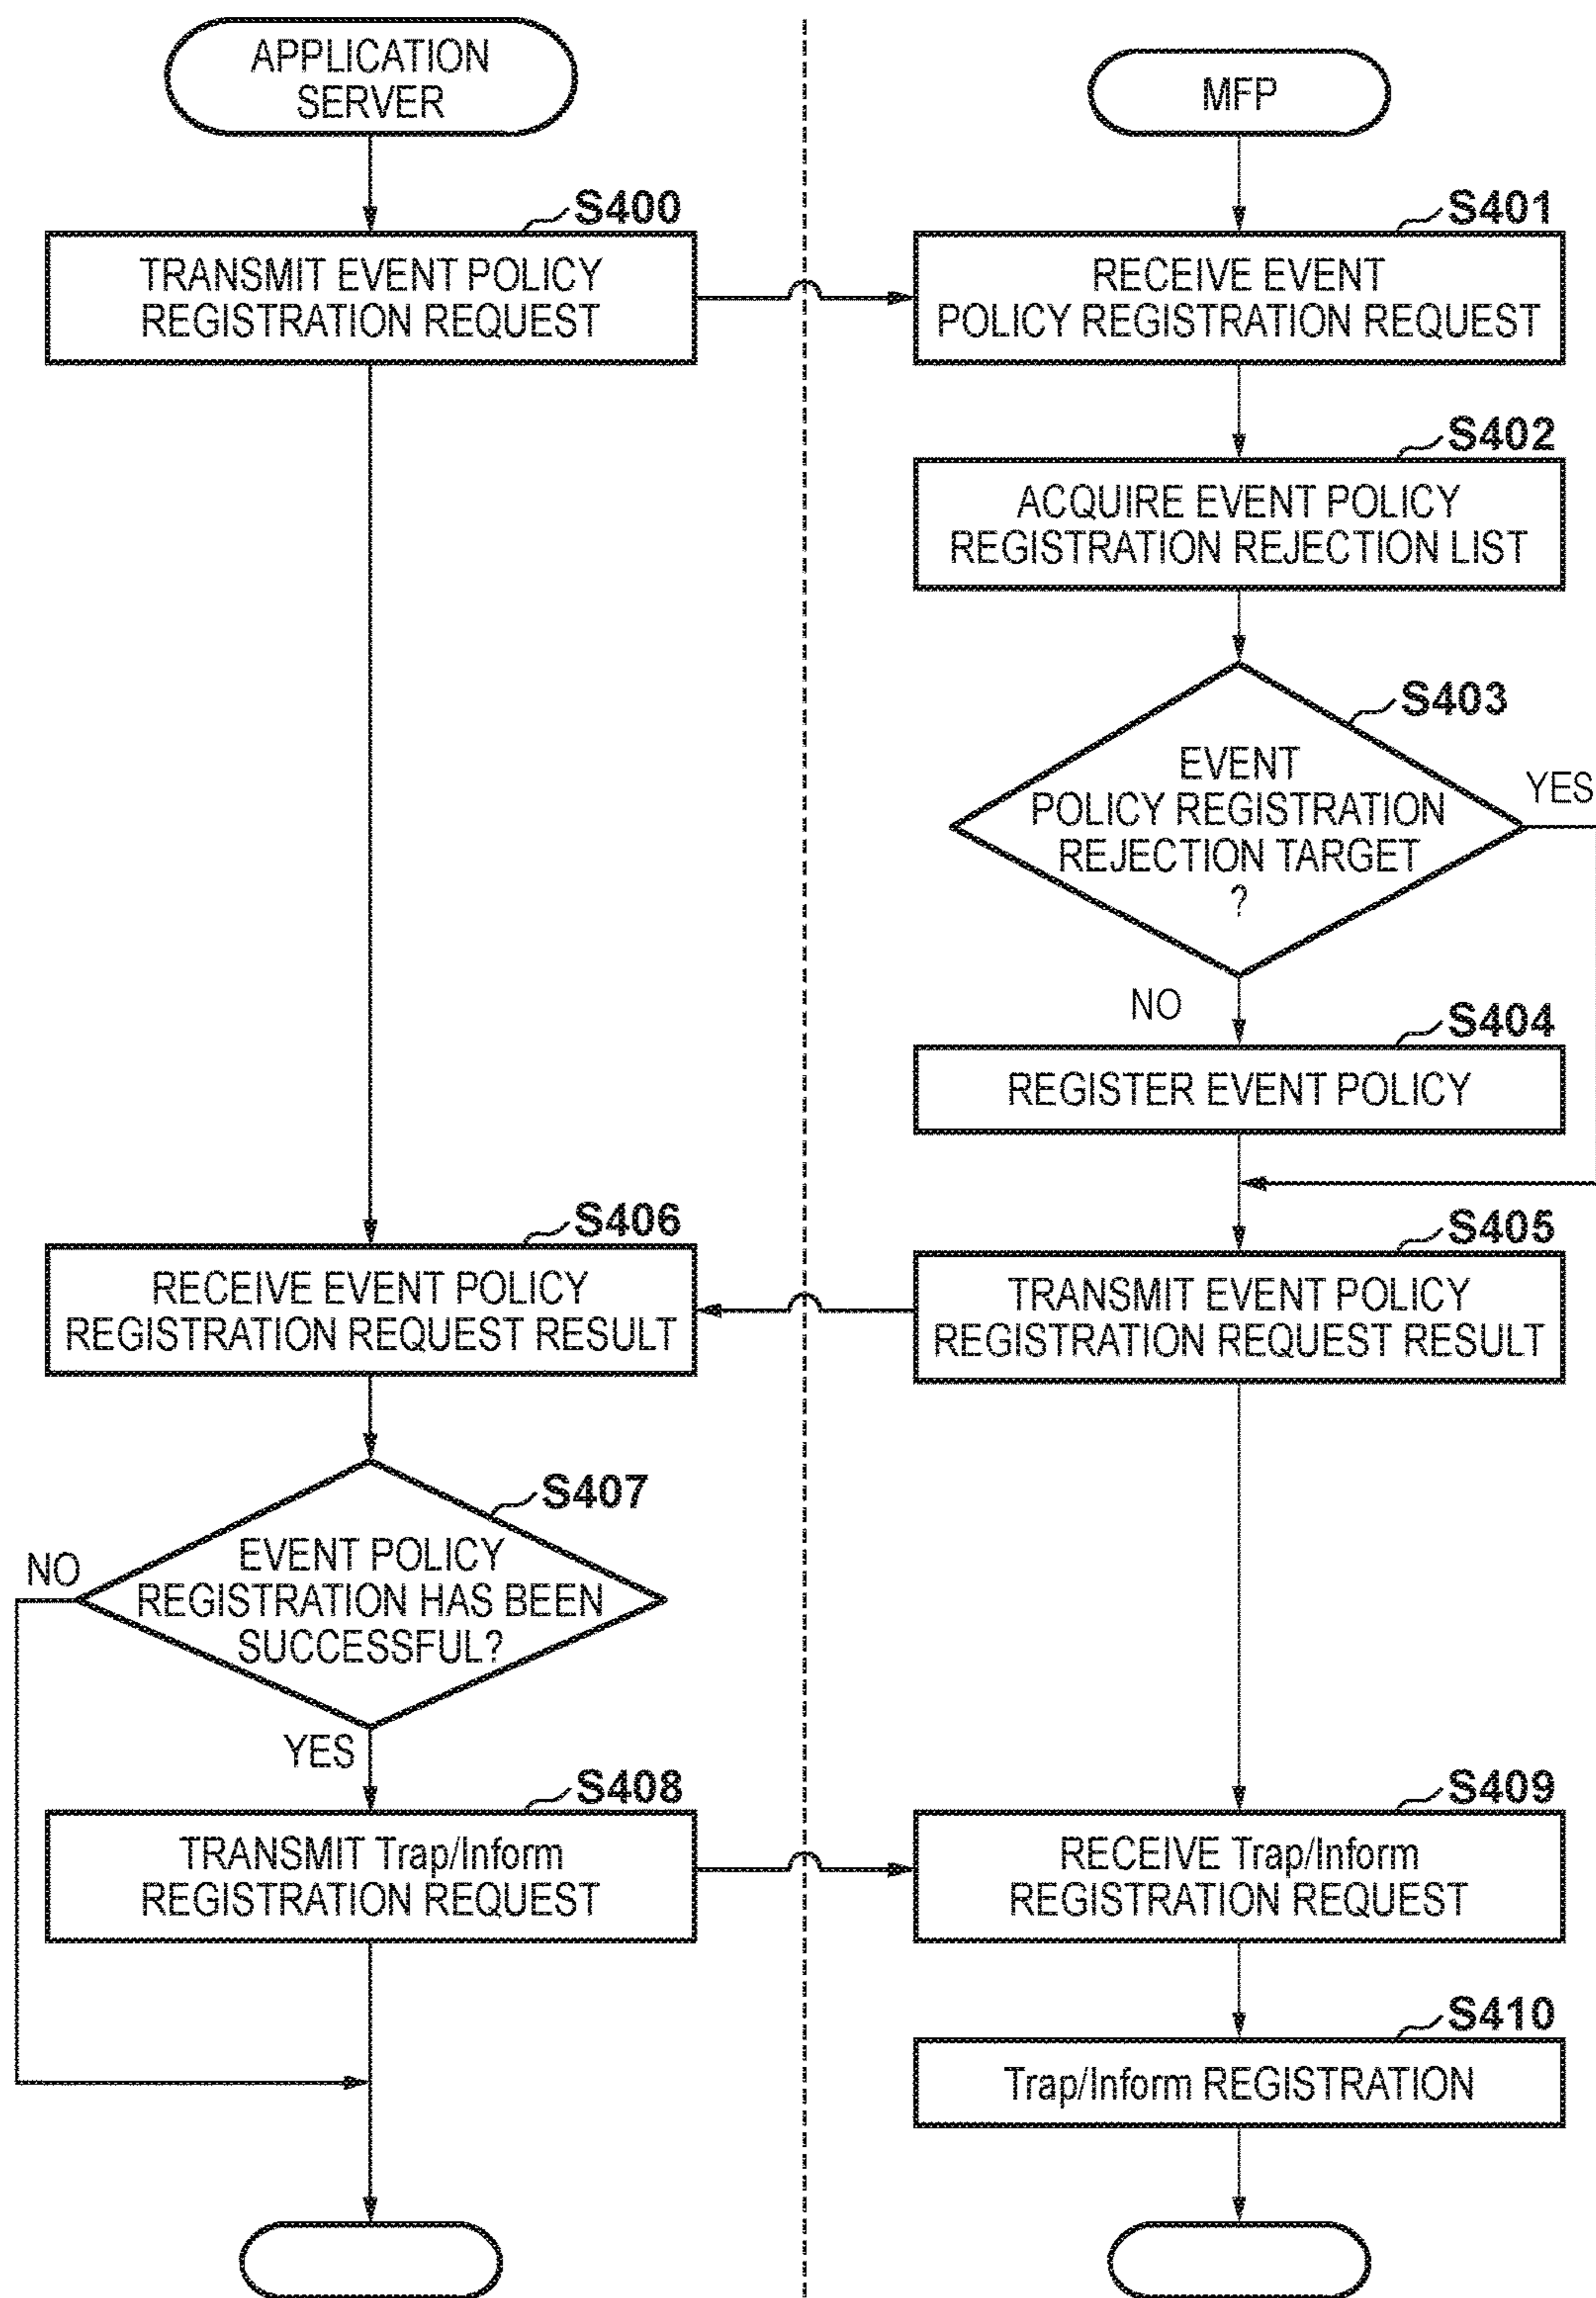 APPLICATION
SERVER
MFP
S400
TRANSMIT EVENT POLICY
REGISTRATION REQUEST
S401
RECEIVE EVENT
POLICY REGISTRATION REQUEST
S402
ACQUIRE EVENT POLICY
REGISTRATION REJECTION LIST
S403
EVENT
POLICY REGISTRATION
REJECTION TARGET
?
YES
NO
S404
REGISTER EVENT POLICY
S405
TRANSMIT EVENT POLICY
REGISTRATION REQUEST RESULT
S406
RECEIVE EVENT POLICY
REGISTRATION REQUEST RESULT
S407
EVENT POLICY
REGISTRATION HAS BEEN
SUCCESSFUL?
NO
YES
S408
TRANSMIT Trap/Inform
REGISTRATION REQUEST
S409
RECEIVE Trap/Inform
REGISTRATION REQUEST
S410
Trap/Inform REGISTRATION